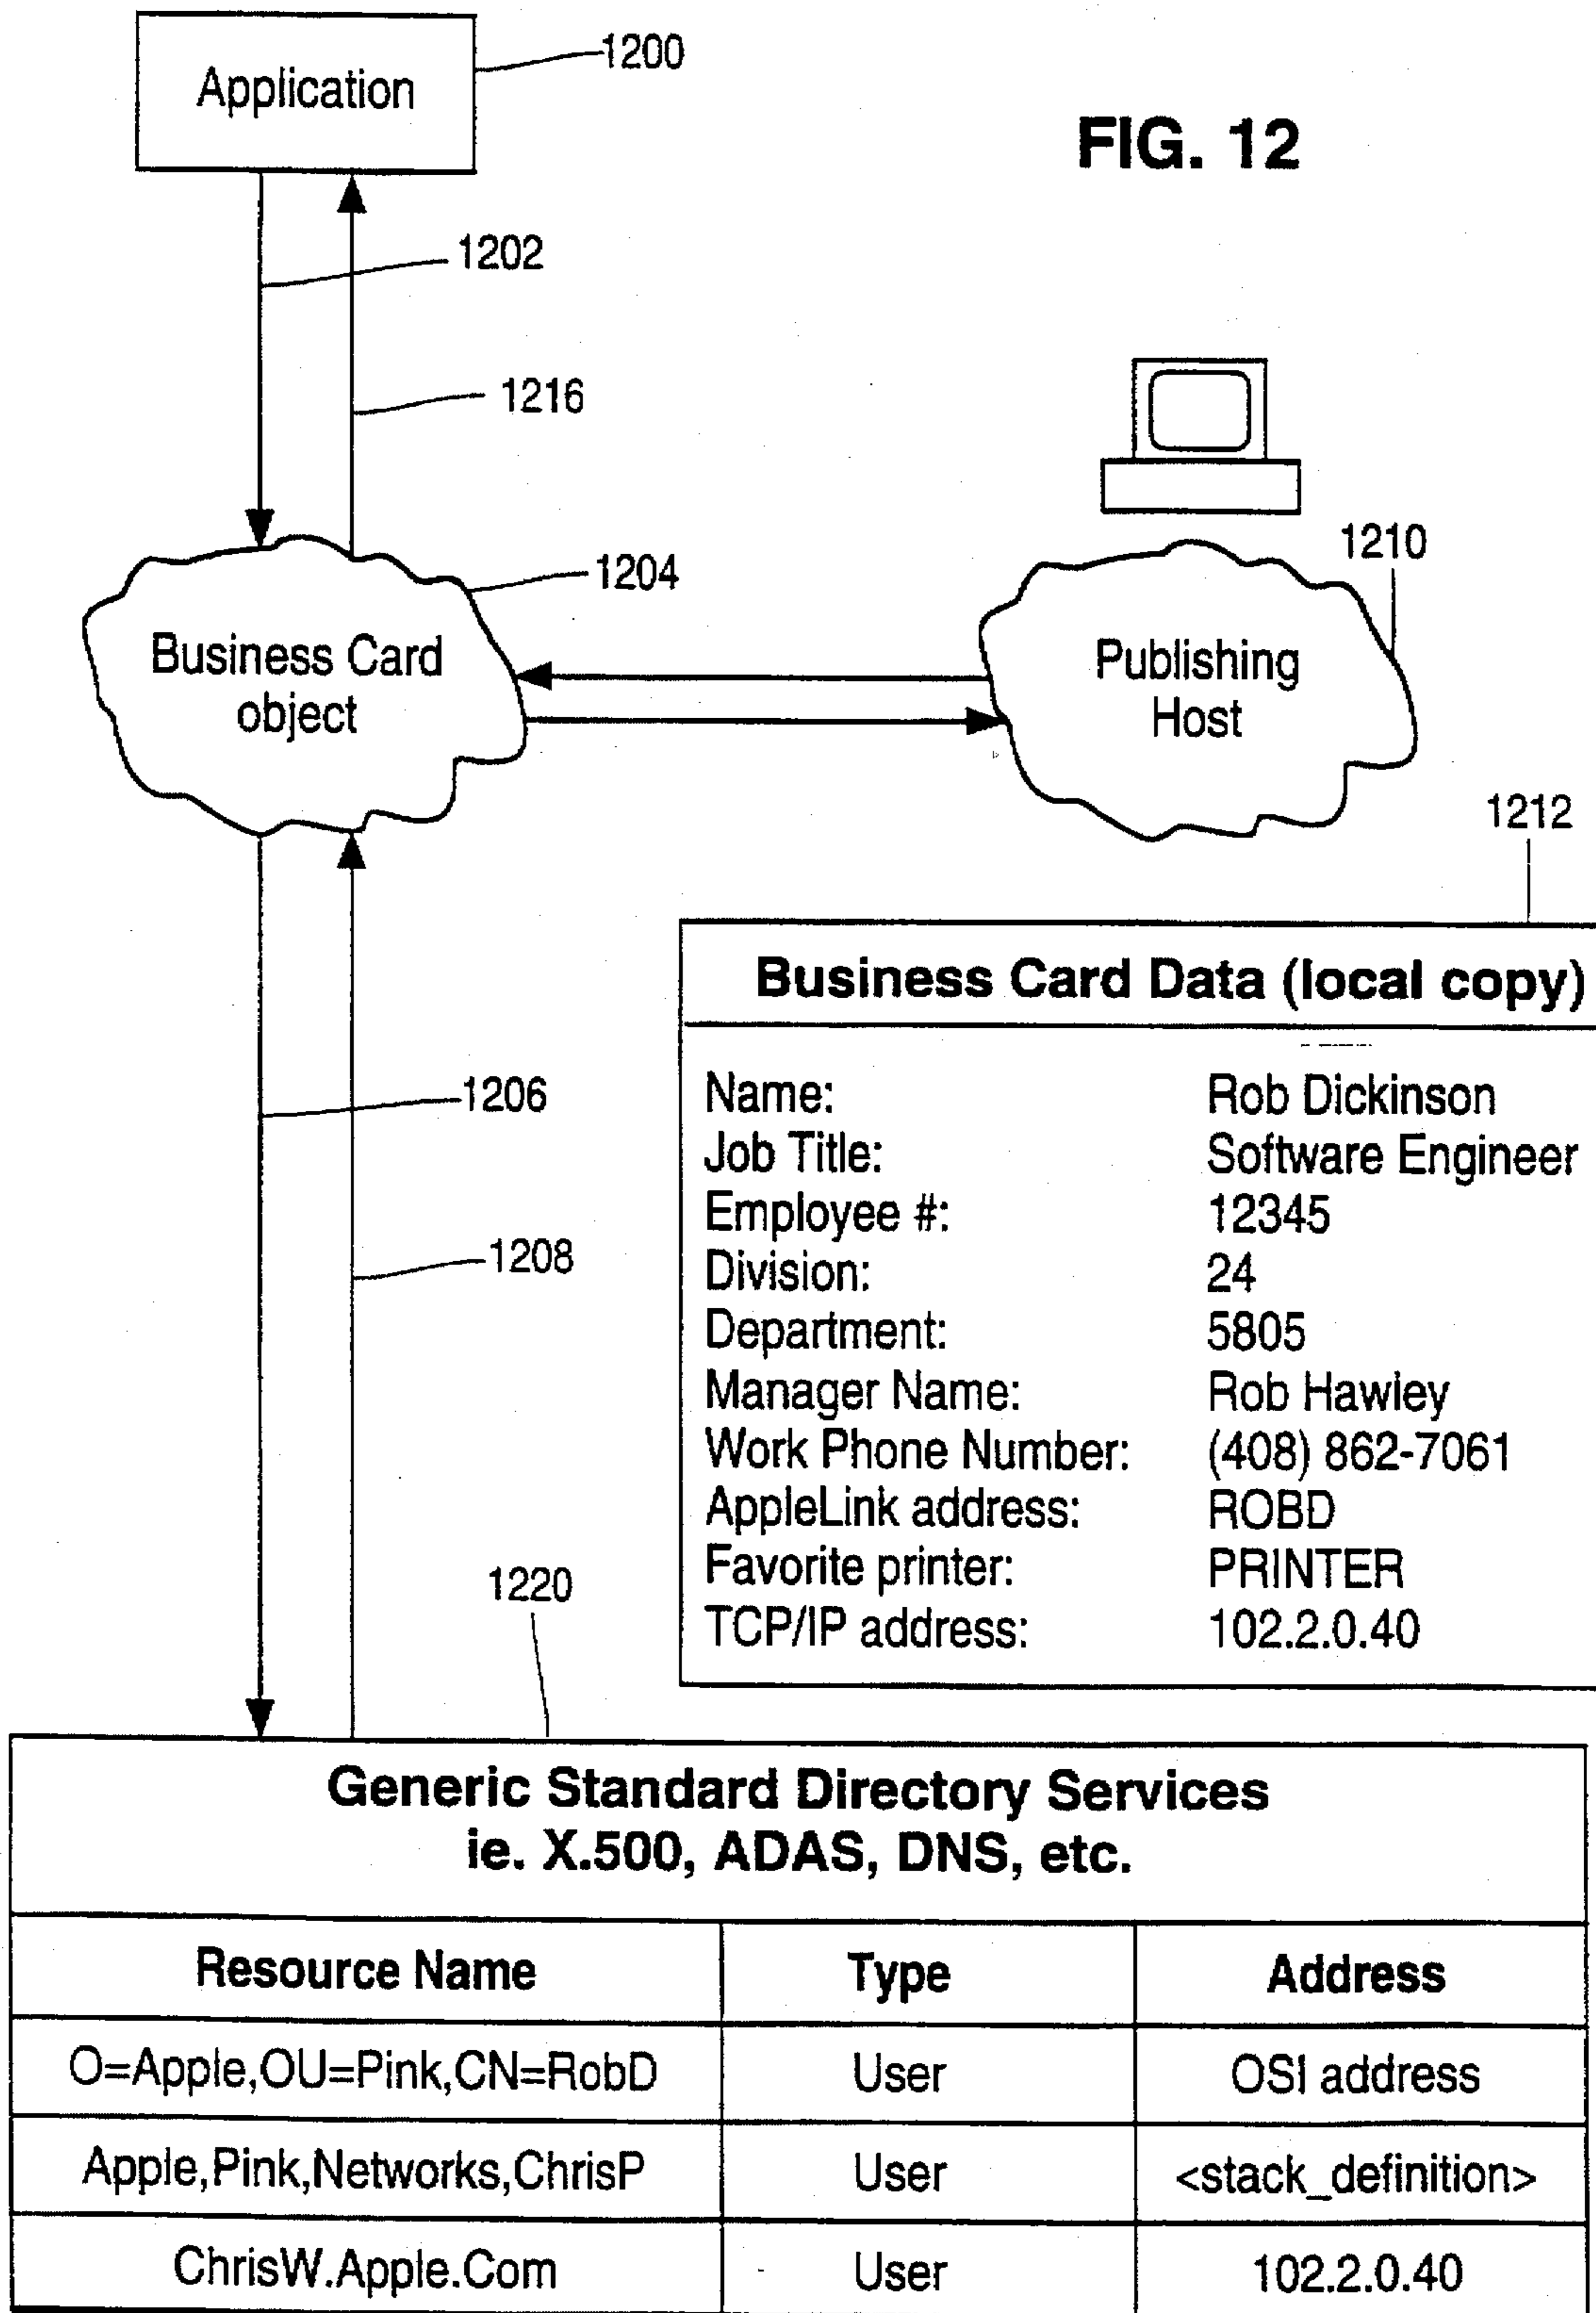 Application
1200
FIG. 12
1202
1216
1204
1210
Business Card
object
Publishing
Host
1212
Business Card Data (local copy)
Name: Rob Dickinson
Job Title: Software Engineer
Employee #: 12345
Division: 24
Department: 5805
Manager Name: Rob Hawley
Work Phone Number: (408) 862-7061
AppleLink address: ROBD
Favorite printer: PRINTER
TCP/IP address: 102.2.0.40
1206
1208
1220
Generic Standard Directory Services
ie. X.500, ADAS, DNS, etc.
Resource Name Type Address
O=Apple,OU=Pink,CN=RobD User OSI address
Apple,Pink,Networks,ChrisP User <stack_definition>
ChrisW.Apple.Com User 102.2.0.40